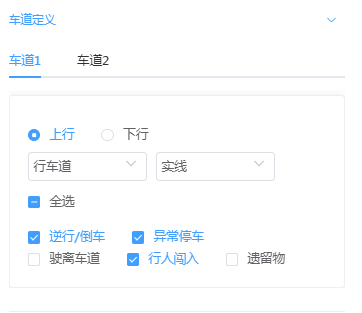 车道定义
车道1 车道2
上行 下行
行车道 实线
全选
逆行/倒车 异常停车
驶离车道 行人闯入 遗留物